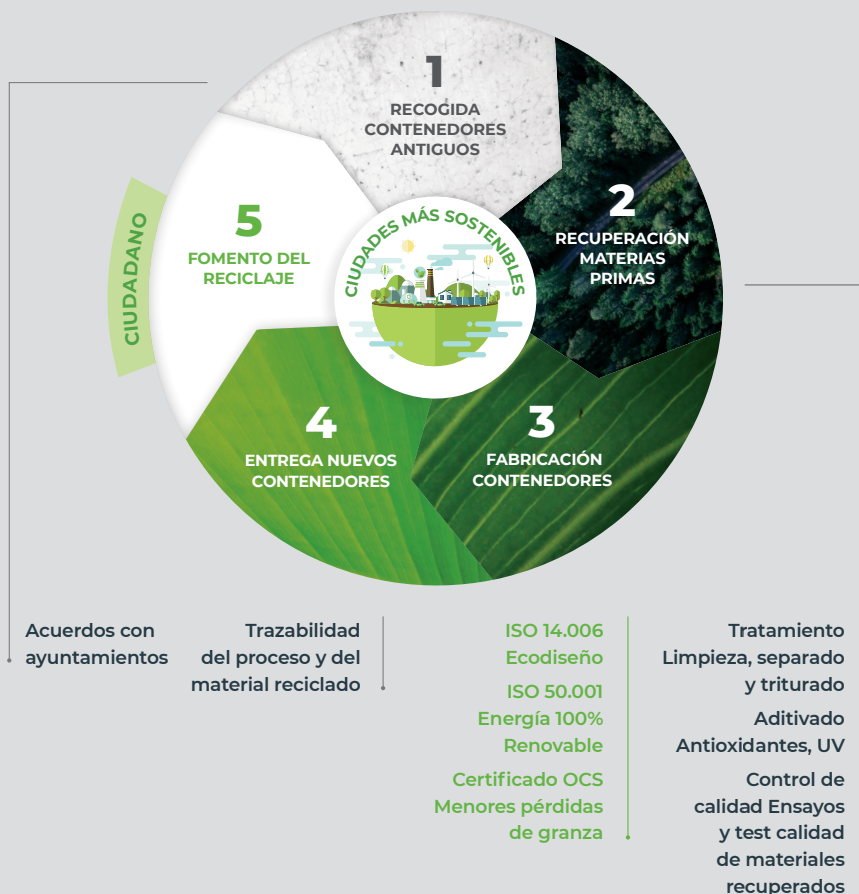 1
RECOGIDA
CONTENEDORES
ANTIGUOS
2
RECUPERACIÓN
MATERIAS
PRIMAS
3
FABRICACIÓN
CONTENEDORES
4
ENTREGA NUEVOS
CONTENEDORES
5
FOMENTO DEL
RECICLAJE
CIUDADANO
CIUDADES MÁS SOSTENIBLES
Acuerdos con
ayuntamientos
Trazabilidad
del proceso y del
material reciclado
ISO 14.006
Ecodiseño
ISO 50.001
Energía 100%
Renovable
Certificado OCS
Menores pérdidas
de granza
Tratamiento
Limpieza, separado
y triturado
Aditivado
Antioxidantes, UV
Control de
calidad Ensayos
y test calidad
de materiales
recuperados